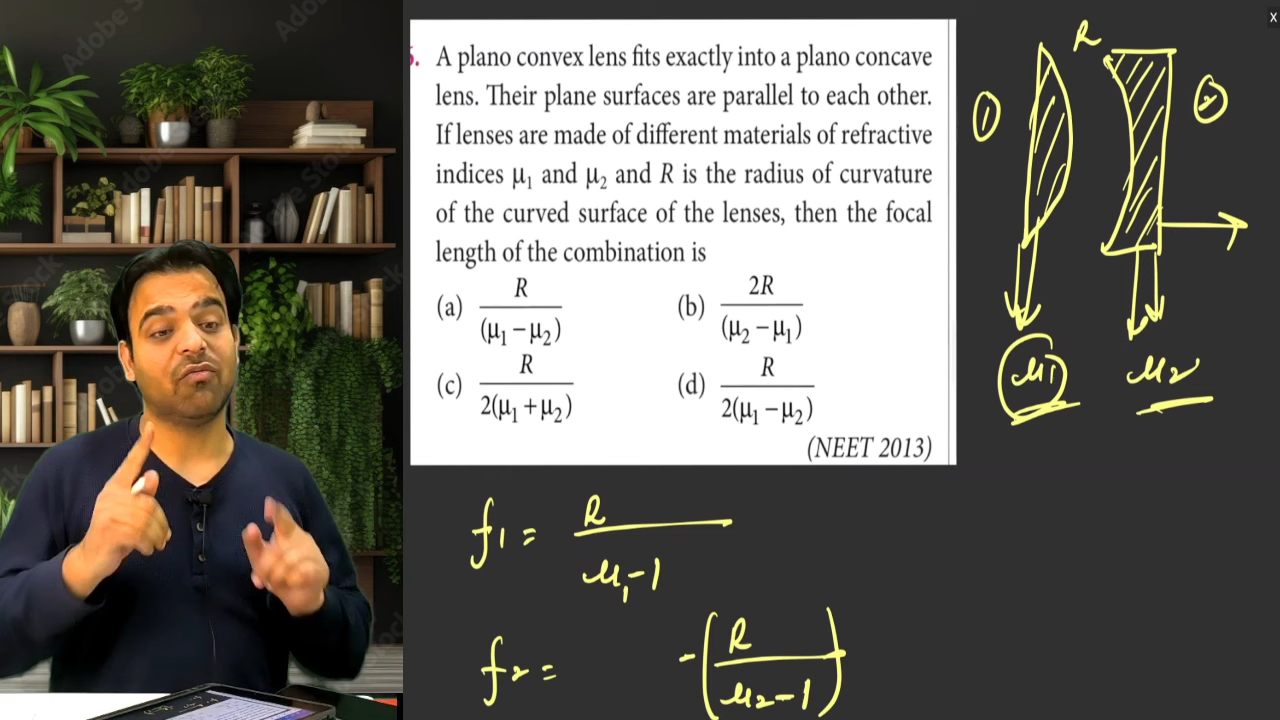 5. A plano convex lens fits exactly into a plano concave
lens. Their plane surfaces are parallel to each other.
If lenses are made of different materials of refractive
indices μ₁ and μ₂ and R is the radius of curvature
of the curved surface of the lenses, then the focal
length of the combination is
(a) R/(μ₁ − μ₂) (b) 2R/(μ₂ − μ₁)
(c) R/2(μ₁ + μ₂) (d) R/2(μ₁ − μ₂)
(NEET 2013)
R
① ②
μ1 μ2
f1 = R/μ1-1
f2 = -(R/μ2-1)
X
Adobe Stock